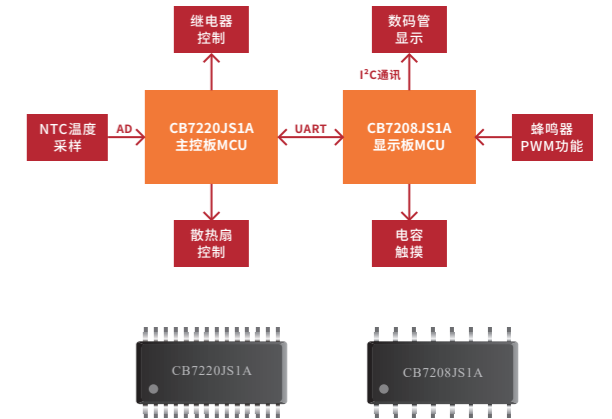 继电器
控制
数码管
显示
I²C通讯
NTC温度
采样
AD
CB7220JS1A
主控板MCU
UART
CB7208JS1A
显示板MCU
蜂鸣器
PWM功能
散热扇
控制
电容
触摸
CB7220JS1A
CB7208JS1A